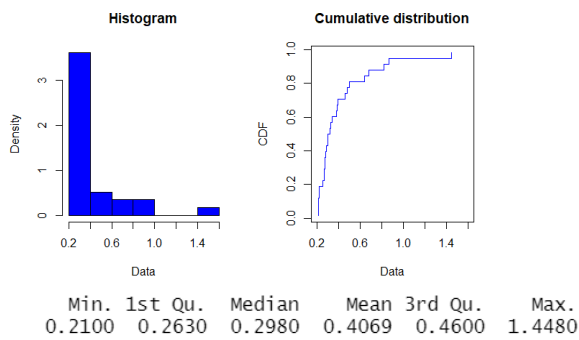 Histogram
Cumulative distribution
Density
0 1 2 3
0.2 0.6 1.0 1.4
Data
CDF
0.0 0.2 0.4 0.6 0.8 1.0
0.2 0.6 1.0 1.4
Data
Min. 1st Qu. Median Mean 3rd Qu. Max.
0.2100 0.2630 0.2980 0.4069 0.4600 1.4480